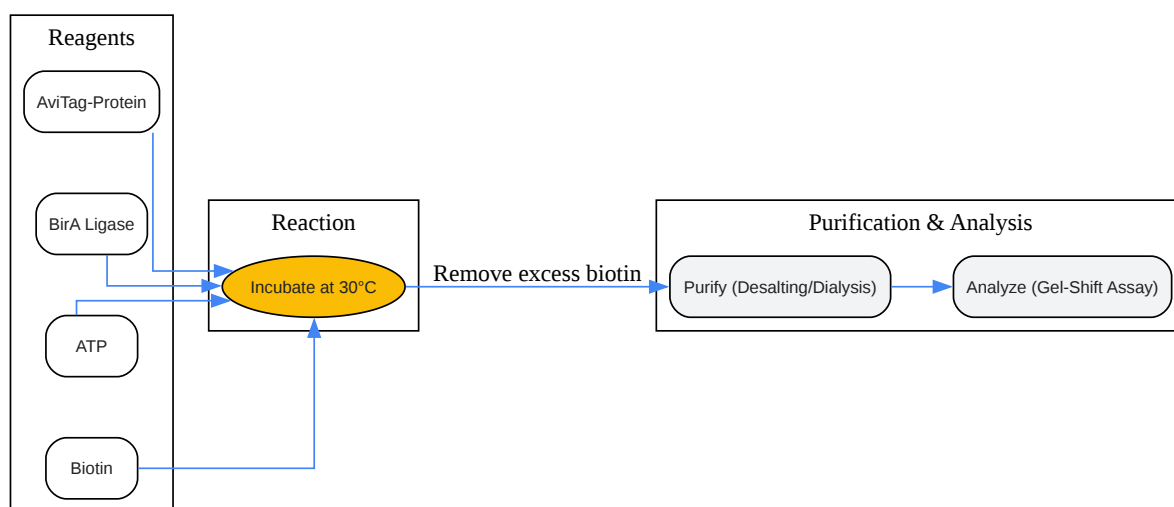 Reagents
AviTag-Protein
BirA Ligase
ATP
Biotin
Reaction
Incubate at 30°C
Remove excess biotin
Purification & Analysis
Purify (Desalting/Dialysis)
Analyze (Gel-Shift Assay)